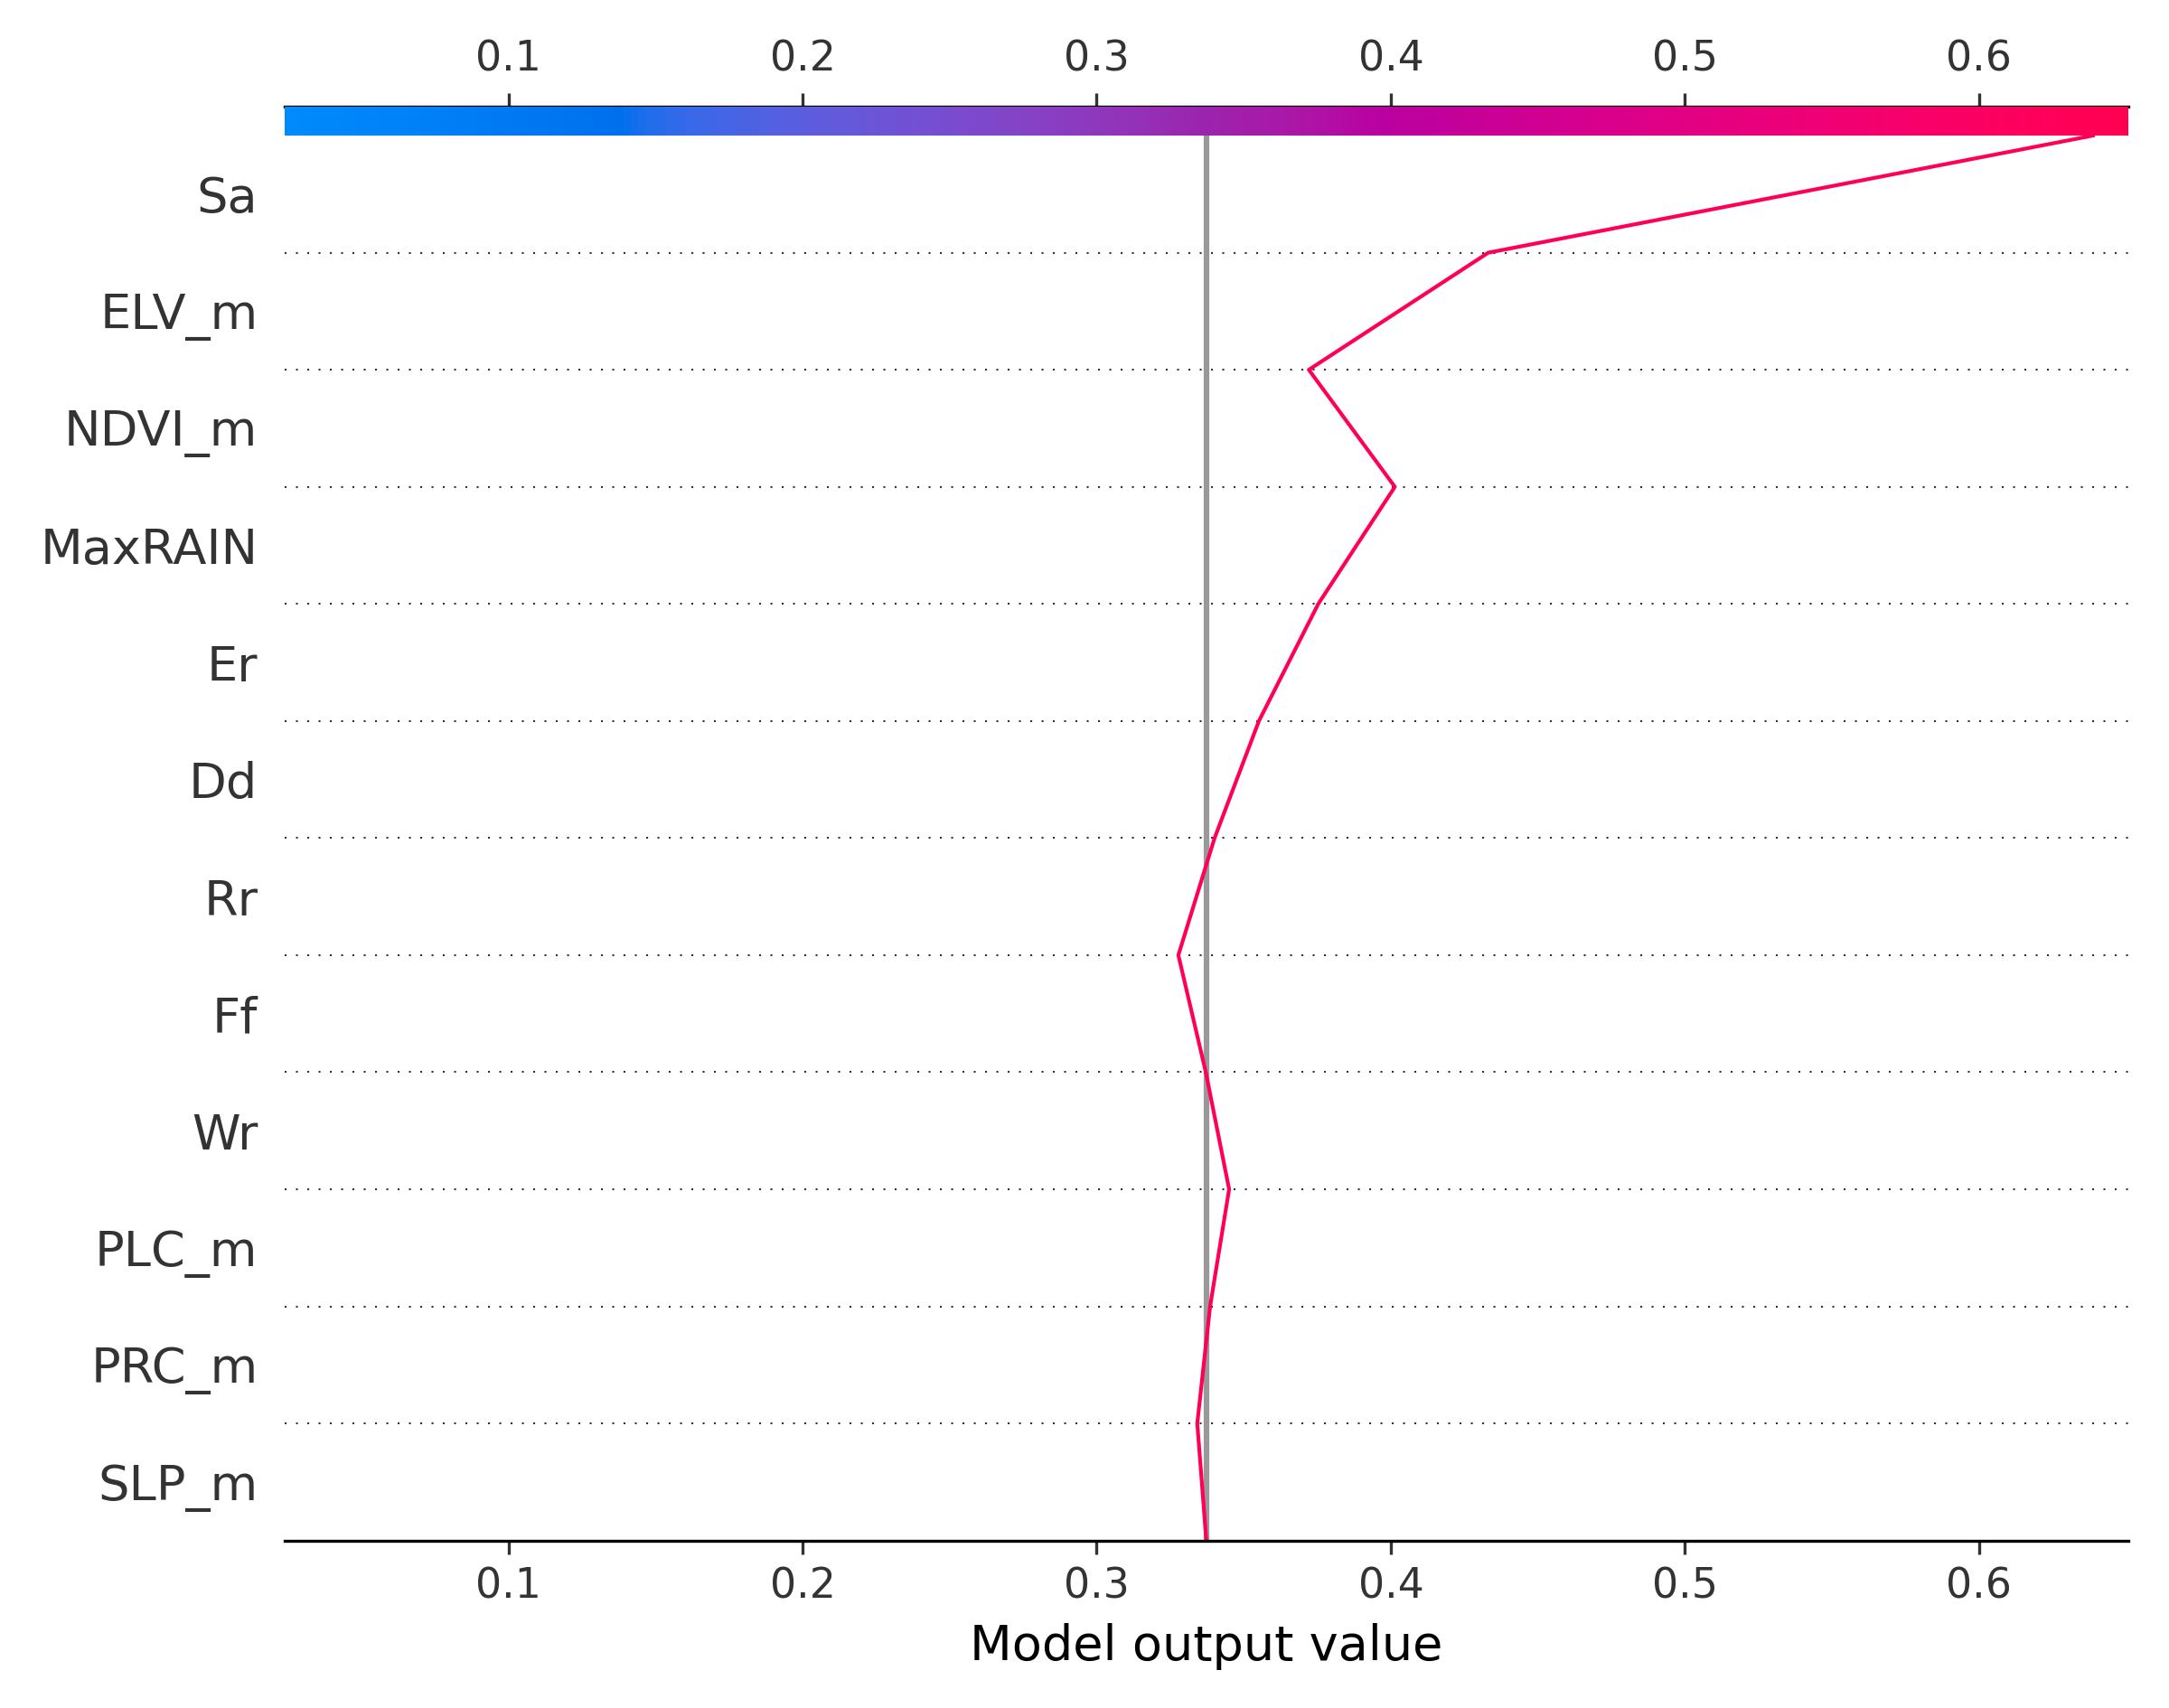 0.1 0.2 0.3 0.4 0.5 0.6
Sa
ELV_m
NDVI_m
MaxRAIN
Er
Dd
Rr
Ff
Wr
PLC_m
PRC_m
SLP_m
0.1 0.2 0.3 0.4 0.5 0.6
Model output value